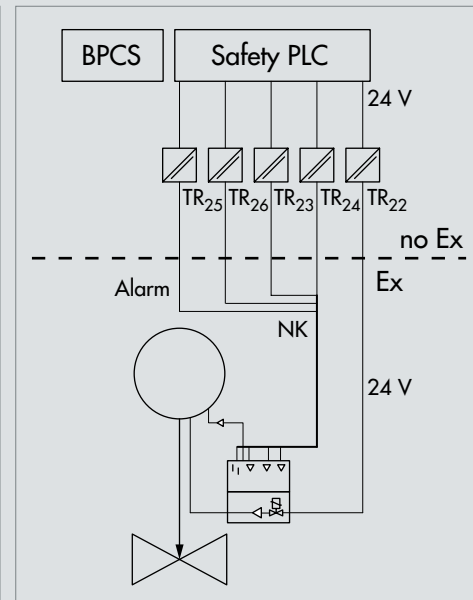 BPCS
Safety PLC
24 V
TR25
TR26
TR23
TR24
TR22
no Ex
Ex
Alarm
NK
24 V